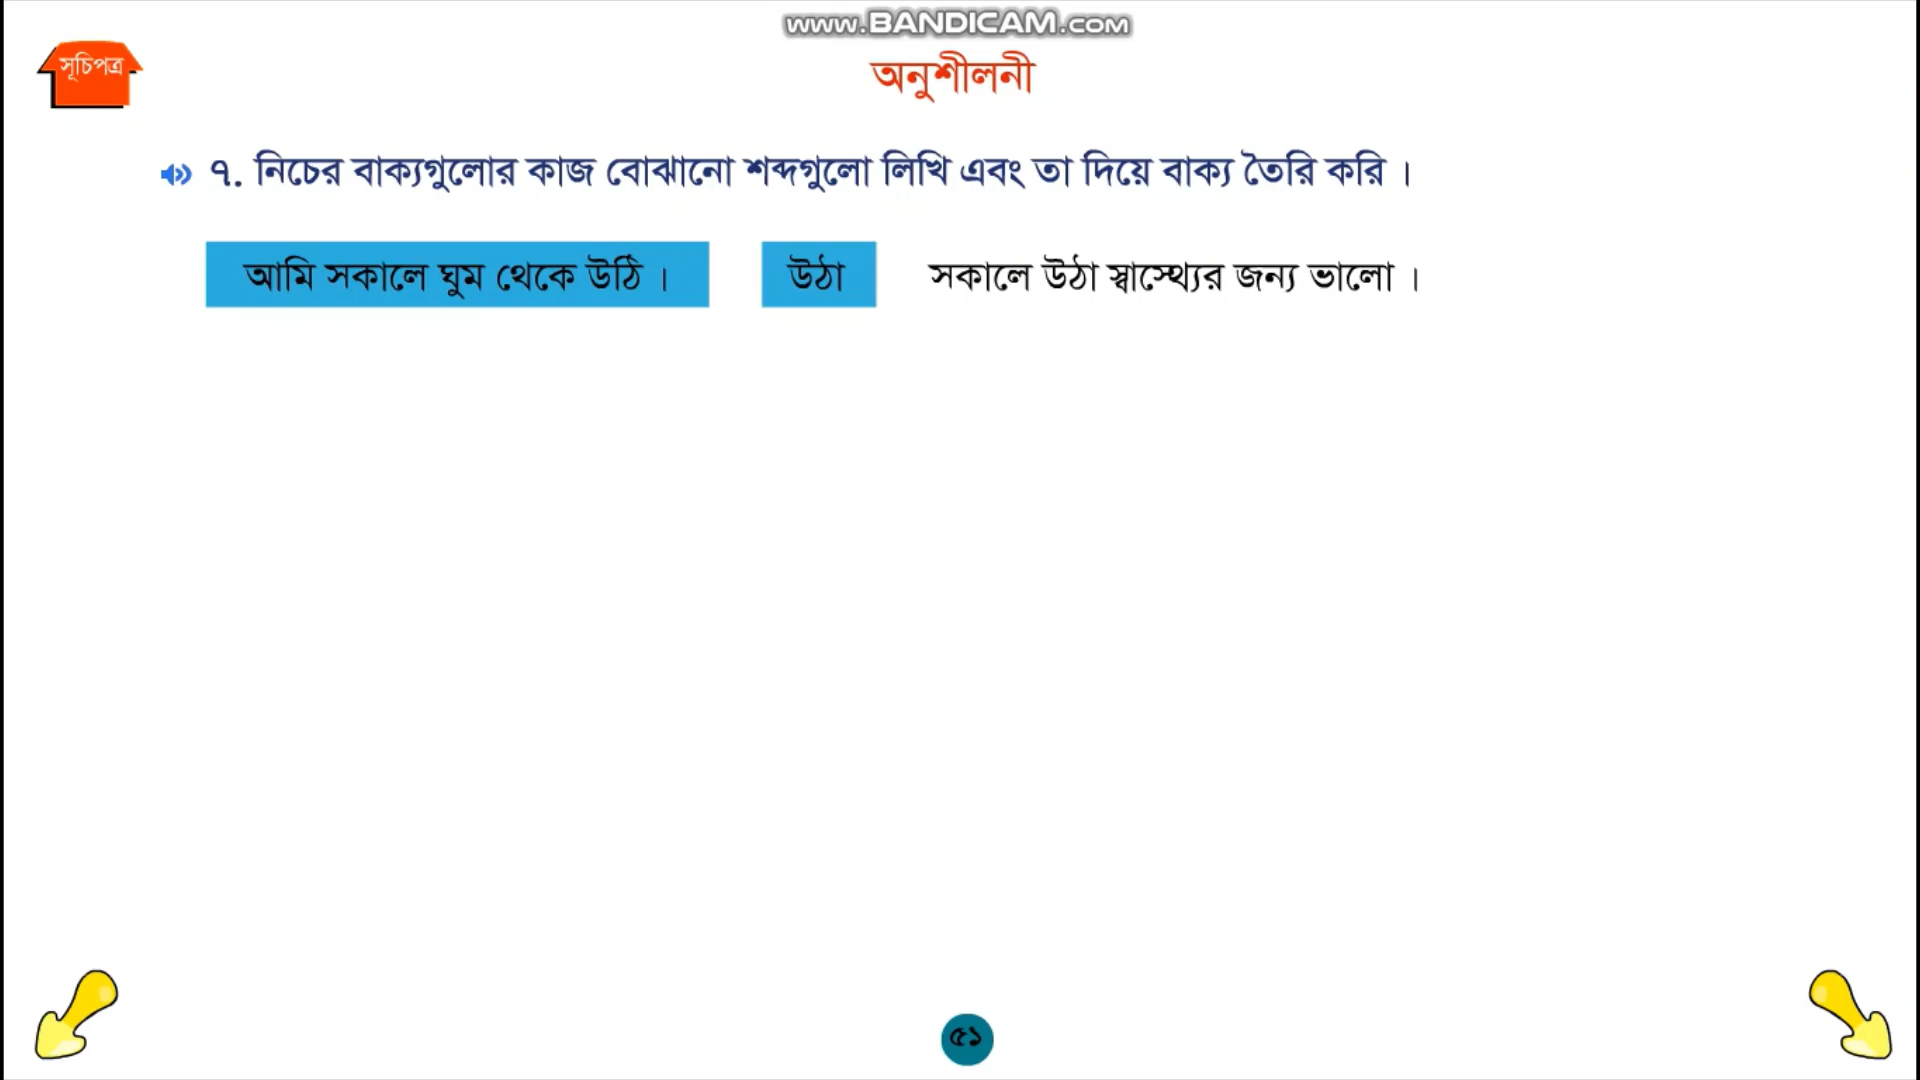 www.BANDICAM.com
সূচিপত্র
অনুশীলনী
৭. নিচের বাক্যগুলোর কাজ বোঝানো শব্দগুলো লিখি এবং তা দিয়ে বাক্য তৈরি করি ।
আমি সকালে ঘুম থেকে উঠি । উঠা সকালে উঠা স্বাস্থ্যের জন্য ভালো ।
৫১